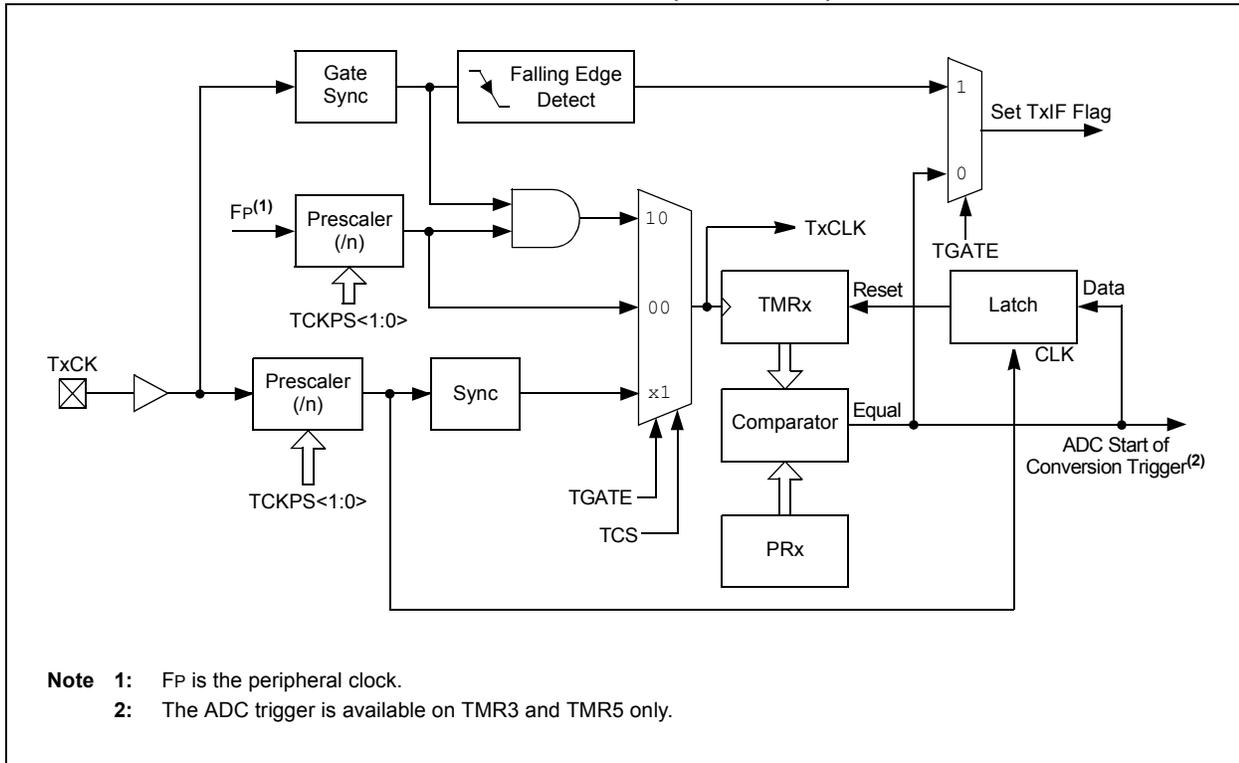 Gate
Sync
Falling Edge
Detect
1
Set TxIF Flag
0
FP(1)
Prescaler
(/n)
10
TxCLK
TGATE
TCKPS<1:0>
00
TMRx
Reset
Latch
Data
CLK
TxCK
Prescaler
(/n)
Sync
x1
Comparator
Equal
ADC Start of
Conversion Trigger(2)
TCKPS<1:0>
TGATE
TCS
PRx
Note 1: FP is the peripheral clock.
2: The ADC trigger is available on TMR3 and TMR5 only.